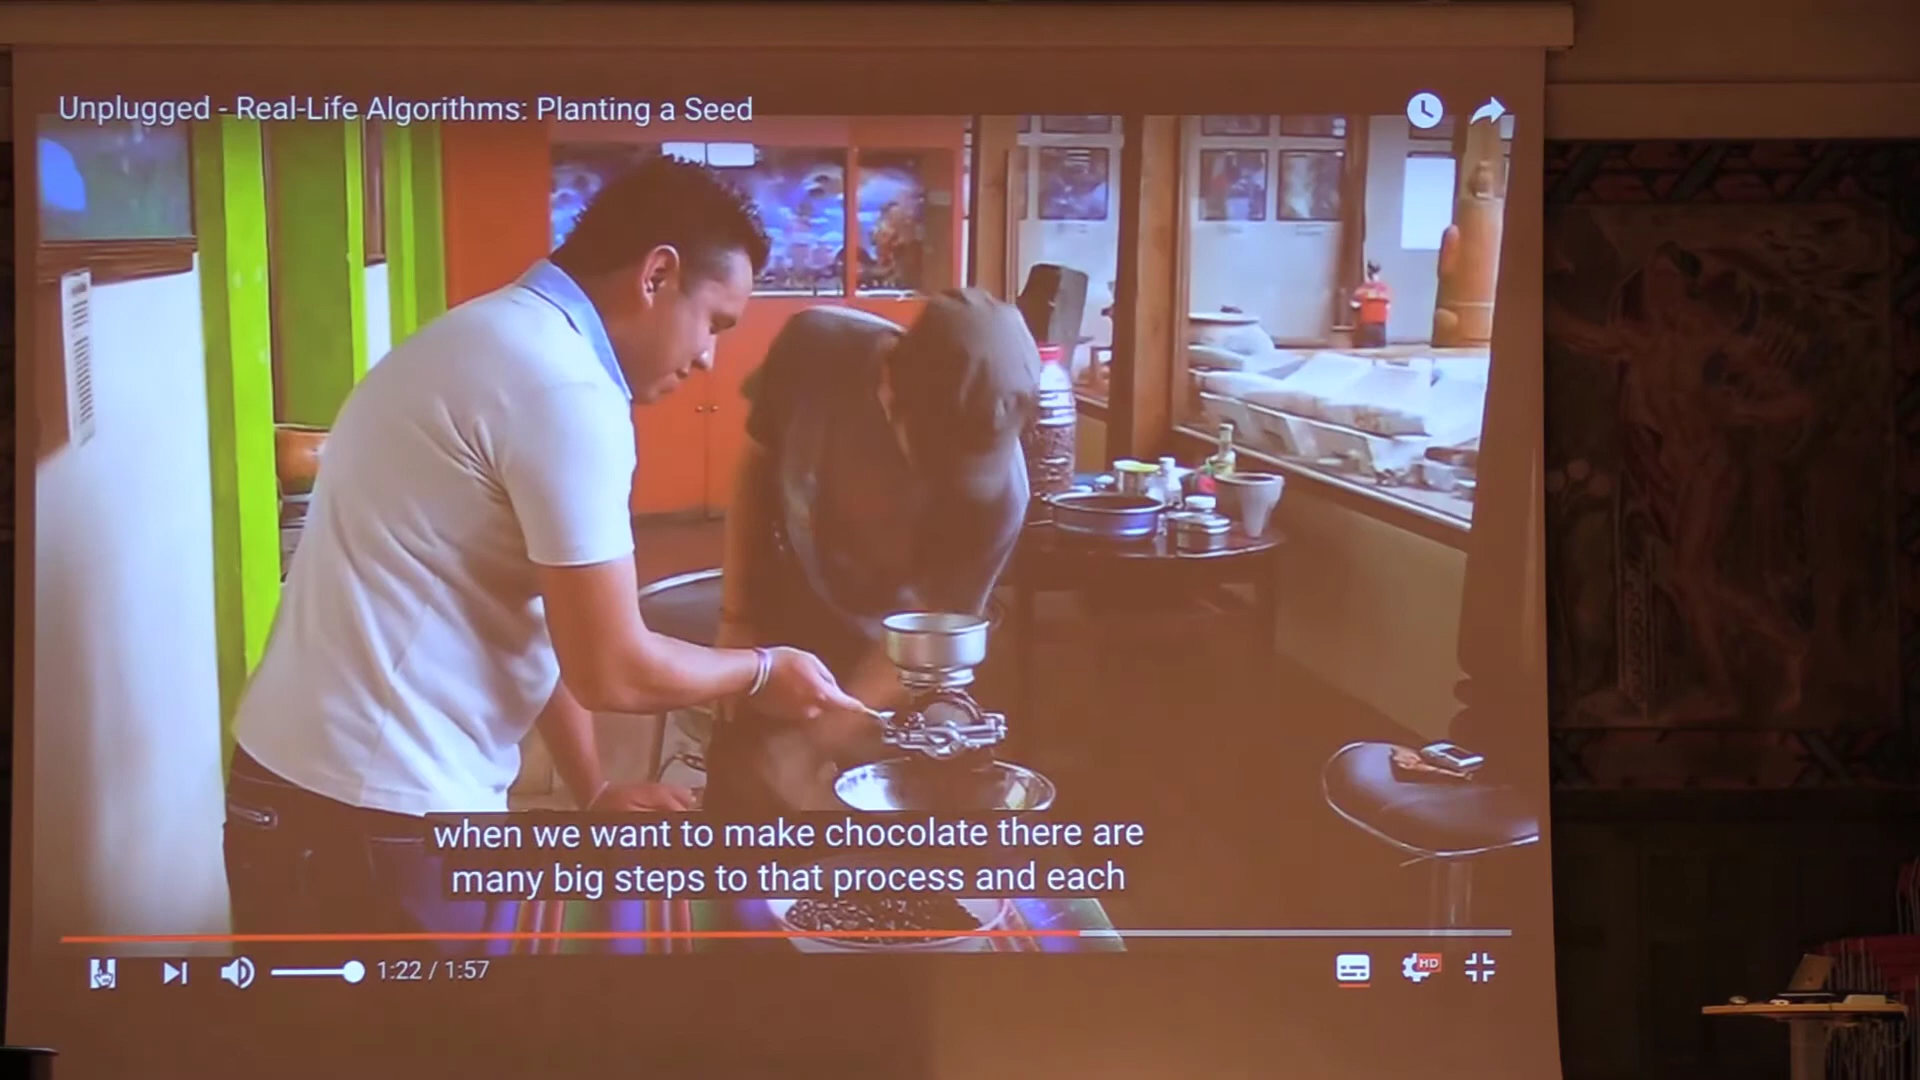 Unplugged - Real-Life Algorithms: Planting a Seed
when we want to make chocolate there are
many big steps to that process and each
1:22 / 1:57
HD